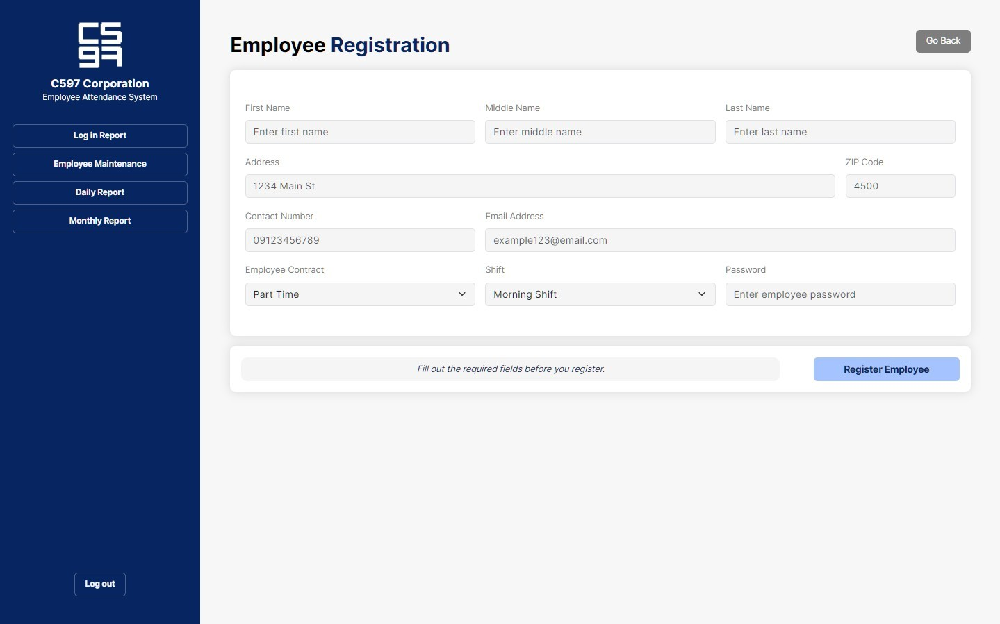 C597
C597 Corporation
Employee Attendance System
Log in Report
Employee Maintenance
Daily Report
Monthly Report
Log out
Employee Registration
Go Back
First Name Middle Name Last Name
Enter first name Enter middle name Enter last name
Address ZIP Code
1234 Main St 4500
Contact Number Email Address
09123456789 example123@email.com
Employee Contract Shift Password
Part Time Morning Shift Enter employee password
Fill out the required fields before you register. Register Employee